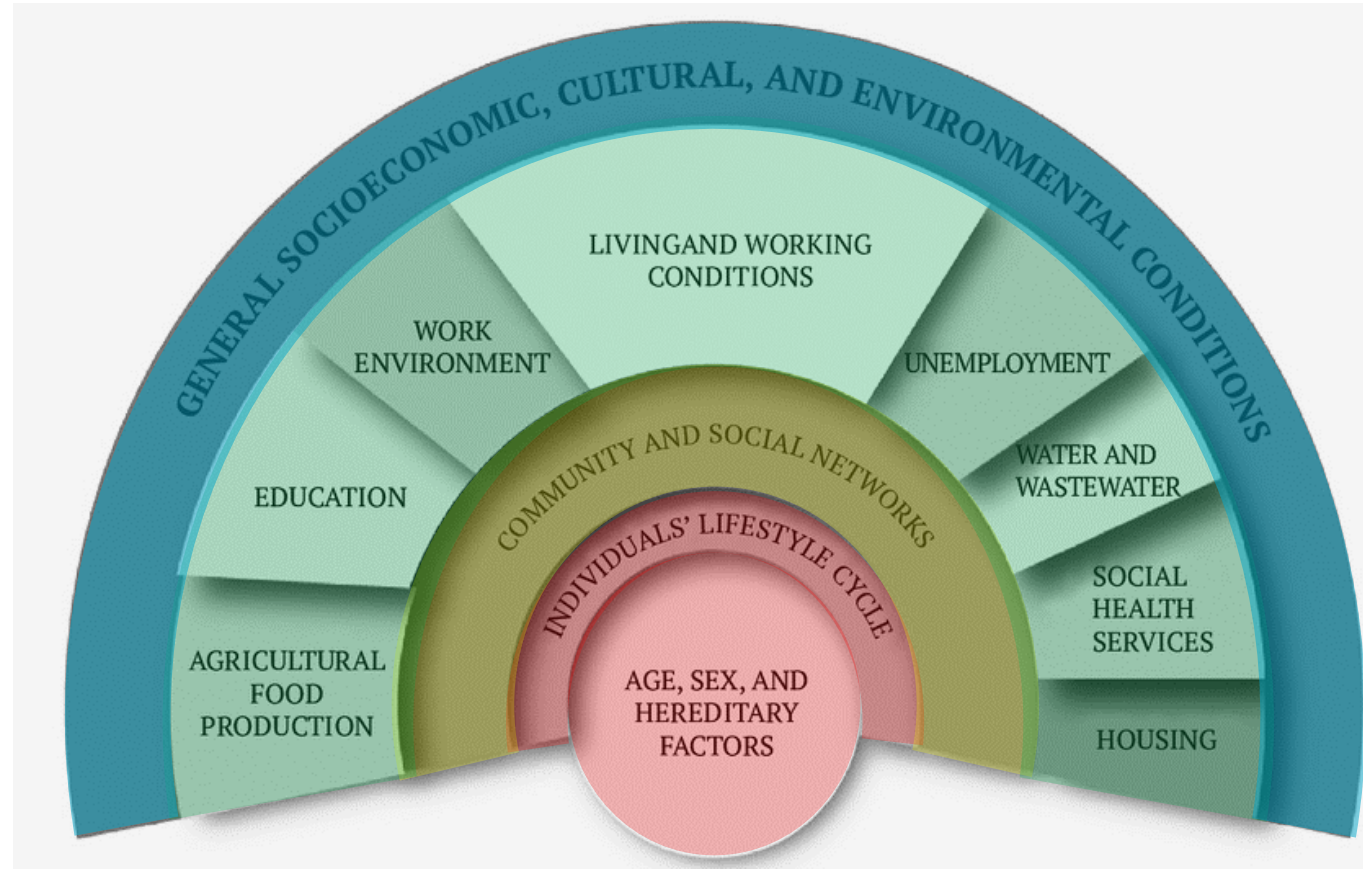 GENERAL SOCIOECONOMIC, CULTURAL, AND ENVIRONMENTAL CONDITIONS
LIVINGAND WORKING
CONDITIONS
WORK
ENVIRONMENT
UNEMPLOYMENT
EDUCATION
WATER AND
WASTEWATER
COMMUNITY AND SOCIAL NETWORKS
INDIVIDUALS’ LIFESTYLE CYCLE
AGRICULTURAL
FOOD
PRODUCTION
SOCIAL
HEALTH
SERVICES
AGE, SEX, AND
HEREDITARY
FACTORS
HOUSING